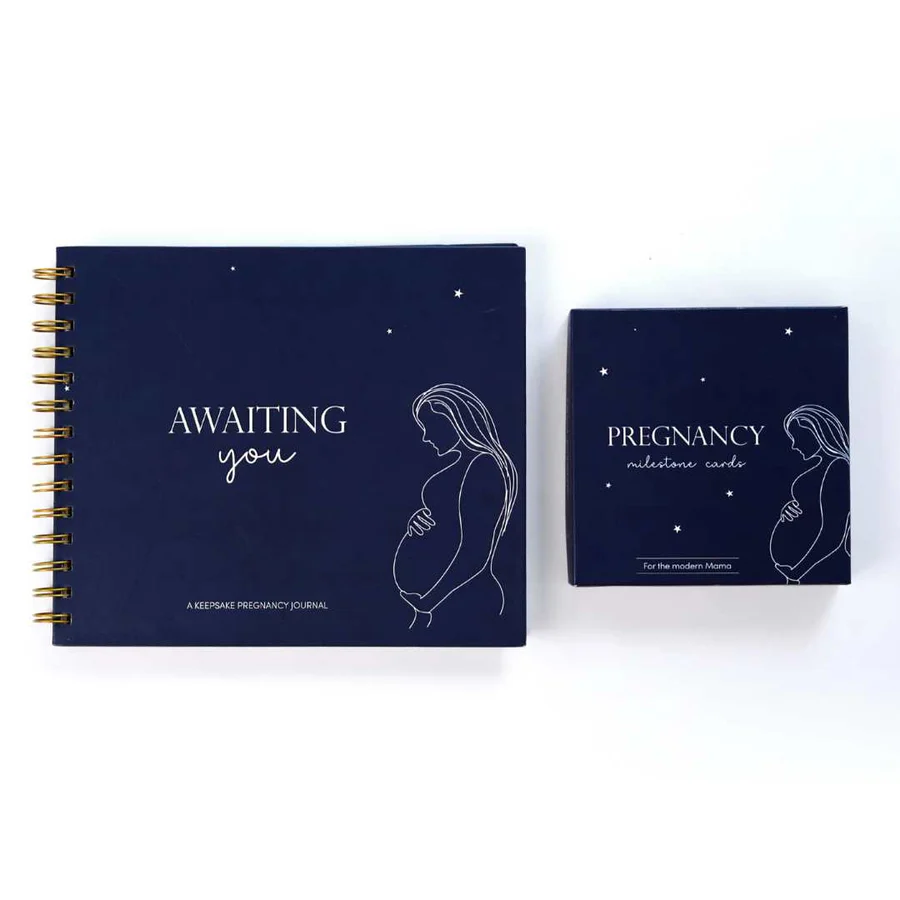 AWAITING
you
A KEEPSAKE PREGNANCY JOURNAL
PREGNANCY
milestone cards
For the modern Mama